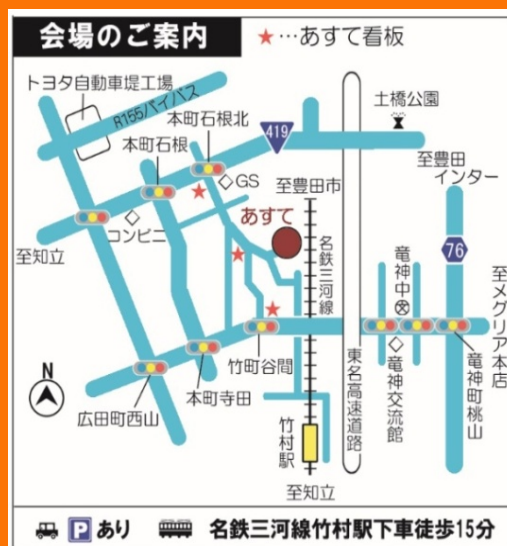 会場のご案内
★…あすて看板
トヨタ自動車堤工場
R155バイパス
本町石根北
419
土橋公園
本町石根
GS
至豊田市
至豊田
インター
コンビニ
あすて
名鉄三河線
76
至知立
竜神中
文
至メグリア本店
N
竹町谷間
東名高速道路
竜神交流館
竜神町桃山
本町寺田
広田町西山
竹村駅
至知立
P あり 名鉄三河線竹村駅下車徒歩15分